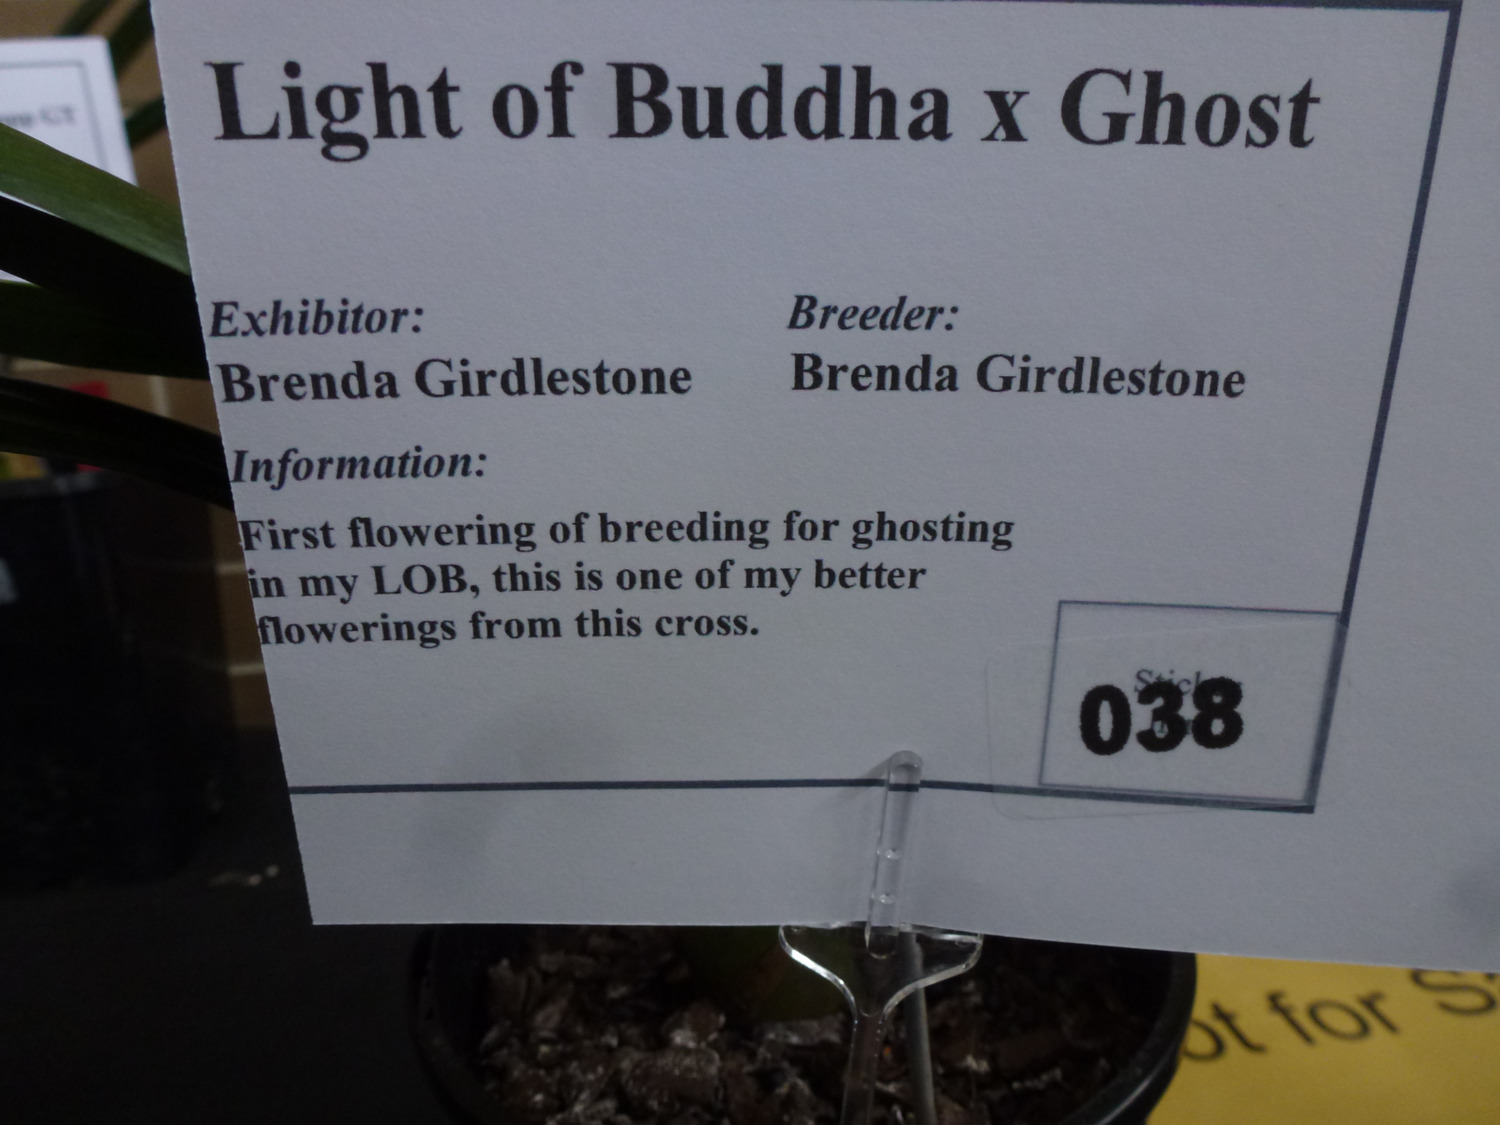 Light of Buddha x Ghost
Exhibitor:
Breeder:
Brenda Girdlestone
Brenda Girdlestone
Information:
First flowering of breeding for ghosting
in my LOB, this is one of my better
flowerings from this cross.
038
for